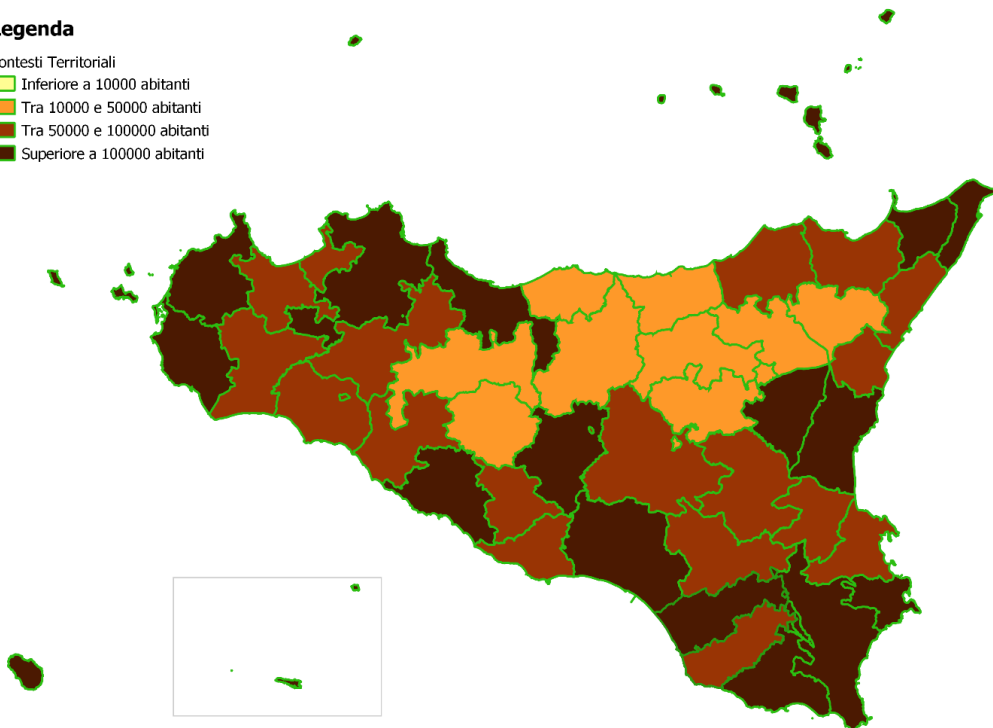 egenda
ontesti Territoriali
Inferiore a 10000 abitanti
Tra 10000 e 50000 abitanti
Tra 50000 e 100000 abitanti
Superiore a 100000 abitanti